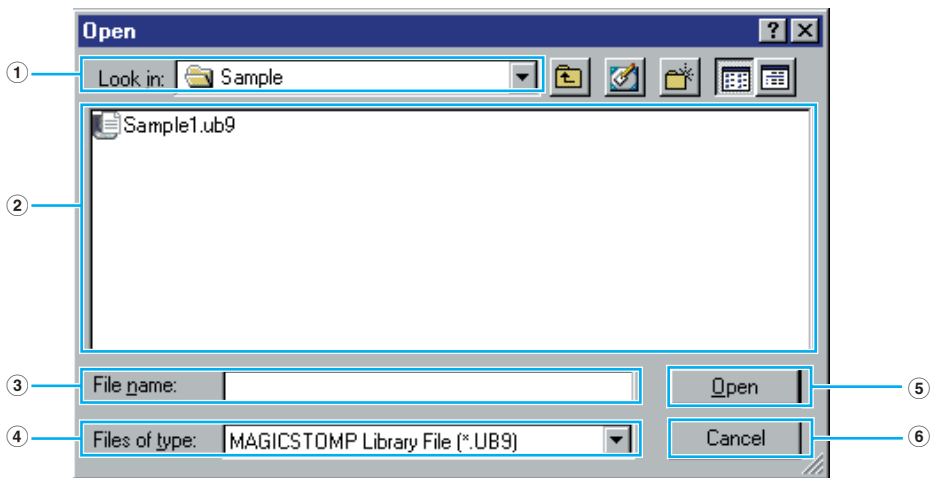 Open
① Look in: Sample
② Sample1.ub9
③ File name:
Open ⑤
④ Files of type: MAGICSTOMP Library File (*.UB9)
Cancel ⑥